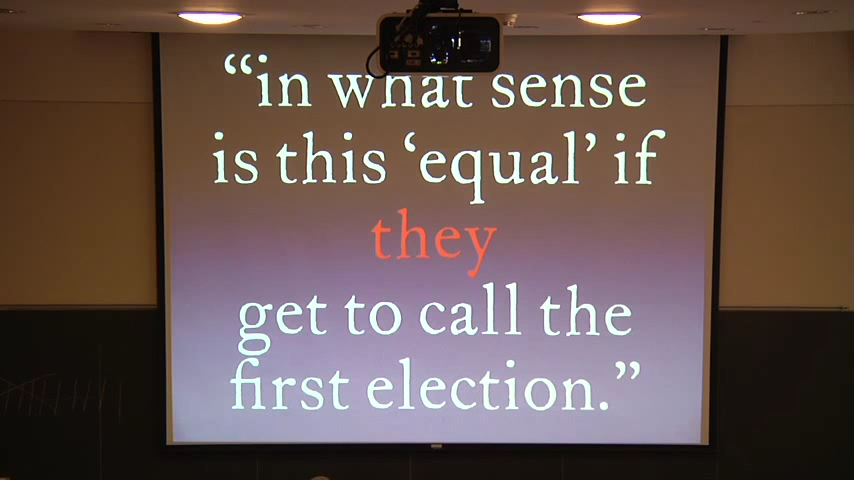 “in what sense
is this ‘equal’ if
they
get to call the
first election.”